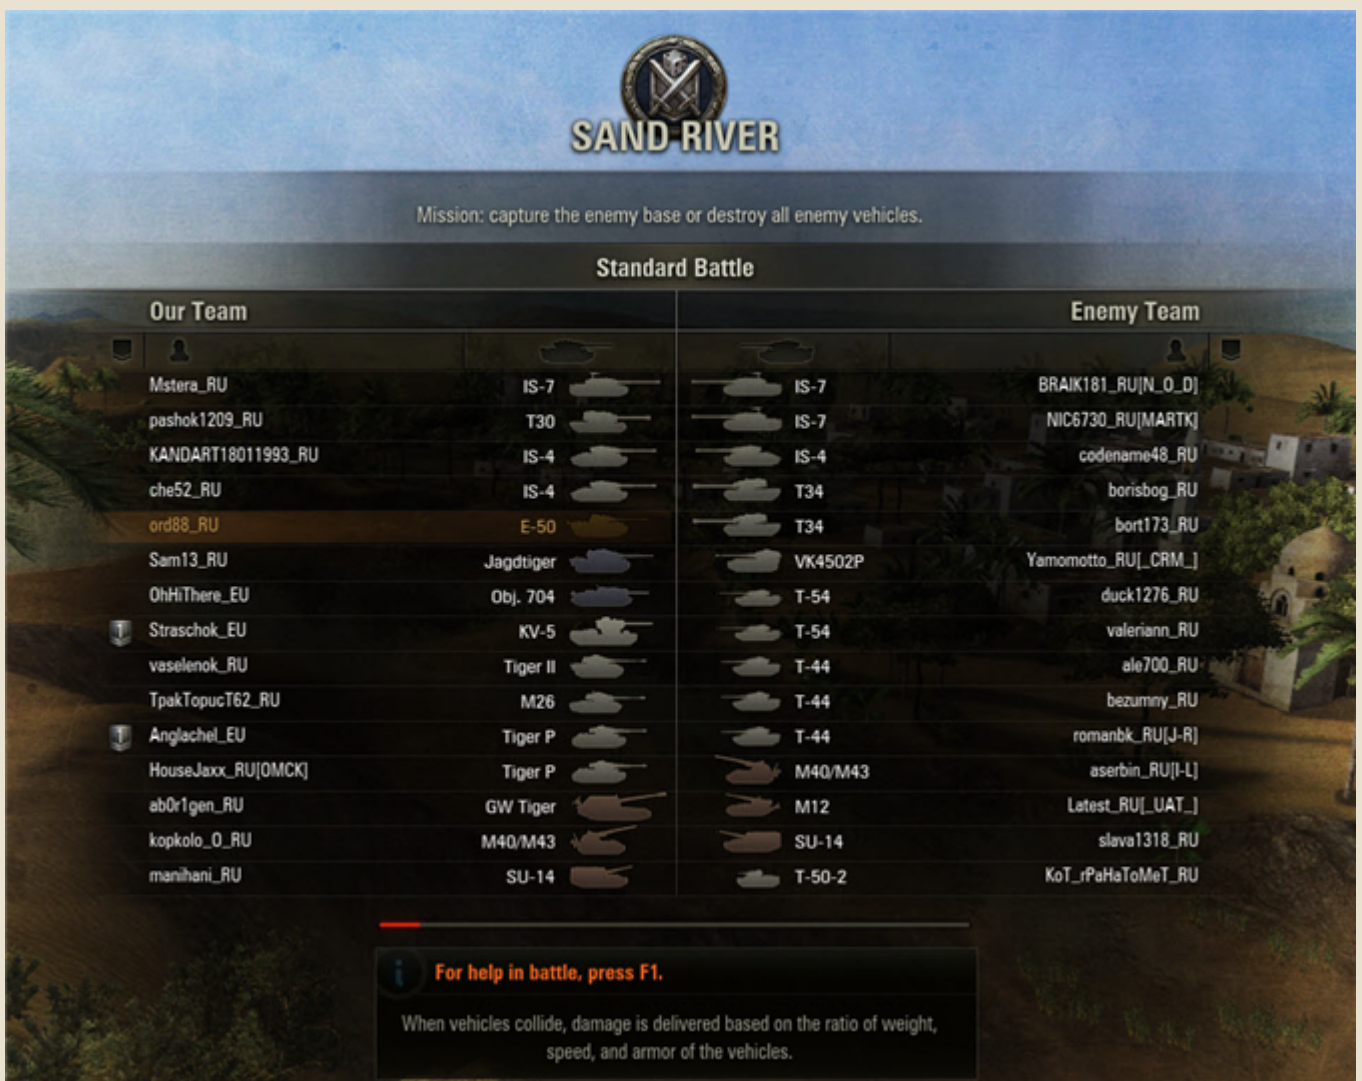 SAND RIVER
Mission: capture the enemy base or destroy all enemy vehicles.
Standard Battle
Our Team Enemy Team
Mstera_RU IS-7 IS-7 BRAIK181_RU[N_O_D]
pashok1209_RU T30 IS-7 NIC6730_RU[MARTK]
KANDART18011993_RU IS-4 IS-4 codename48_RU
che52_RU IS-4 T34 borisbog_RU
ord88_RU E-50 T34 bort173_RU
Sam13_RU Jagdtiger VK4502P Yamomotto_RU[_CRM_]
OhHiThere_EU Obj. 704 T-54 duck1276_RU
Straschok_EU KV-5 T-54 valeriann_RU
vaselenok_RU Tiger II T-44 ale700_RU
TpakTopucT62_RU M26 T-44 bezumny_RU
Anglachel_EU Tiger P T-44 romanbk_RU[J-R]
HouseJaxx_RU[OMCK] Tiger P M40/M43 aserbin_RU[I-L]
ab0r1gen_RU GW Tiger M12 Latest_RU[_UAT_]
kopkolo_O_RU M40/M43 SU-14 slava1318_RU
manihani_RU SU-14 T-50-2 KoT_rPaHaToMeT_RU
For help in battle, press F1.
When vehicles collide, damage is delivered based on the ratio of weight,
speed, and armor of the vehicles.